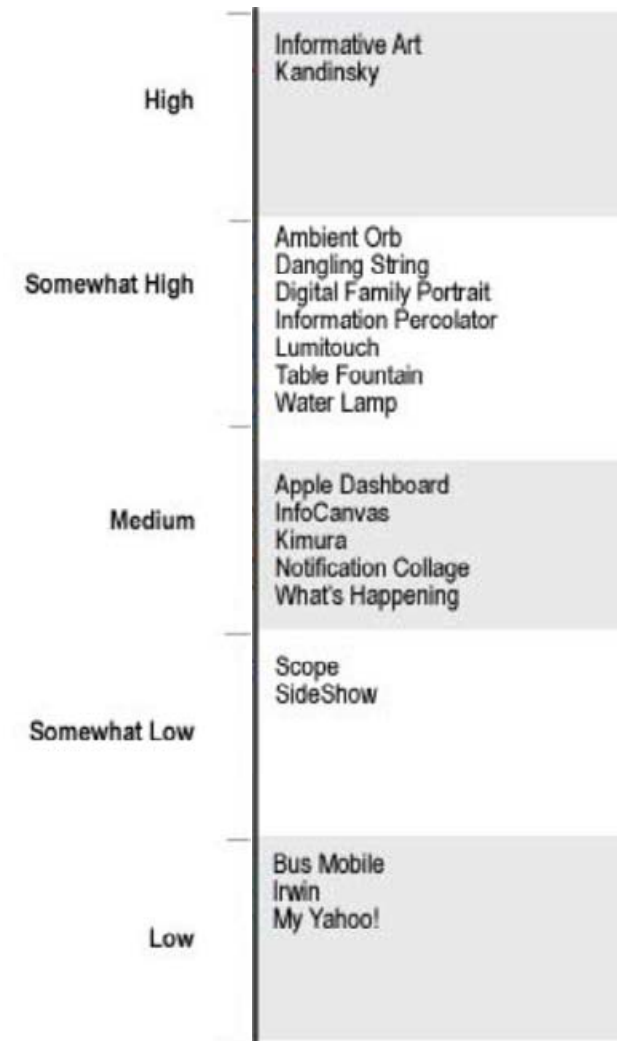 High
Informative Art
Kandinsky
Somewhat High
Ambient Orb
Dangling String
Digital Family Portrait
Information Percolator
Lumitouch
Table Fountain
Water Lamp
Medium
Apple Dashboard
InfoCanvas
Kimura
Notification Collage
What's Happening
Somewhat Low
Scope
SideShow
Low
Bus Mobile
Irwin
My Yahoo!